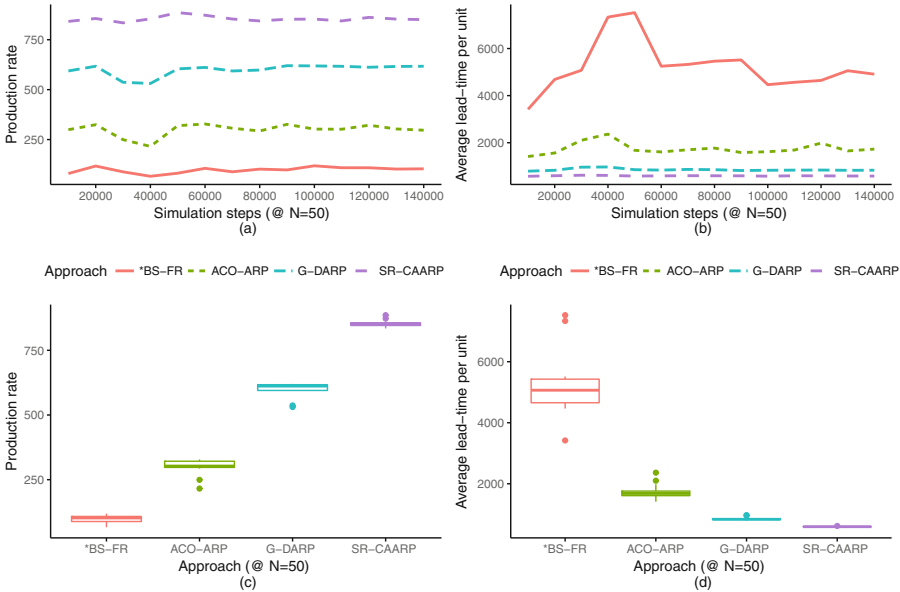 Production rate
750
500
250
20000 40000 60000 80000 100000 120000 140000
Simulation steps (@ N=50)
(a)
Average lead−time per unit
6000
4000
2000
20000 40000 60000 80000 100000 120000 140000
Simulation steps (@ N=50)
(b)
Approach *BS−FR ACO−ARP G−DARP SR−CAARP
Approach *BS−FR ACO−ARP G−DARP SR−CAARP
Production rate
750
500
250
*BS−FR ACO−ARP G−DARP SR−CAARP
Approach (@ N=50)
(c)
Average lead−time per unit
6000
4000
2000
*BS−FR ACO−ARP G−DARP SR−CAARP
Approach (@ N=50)
(d)